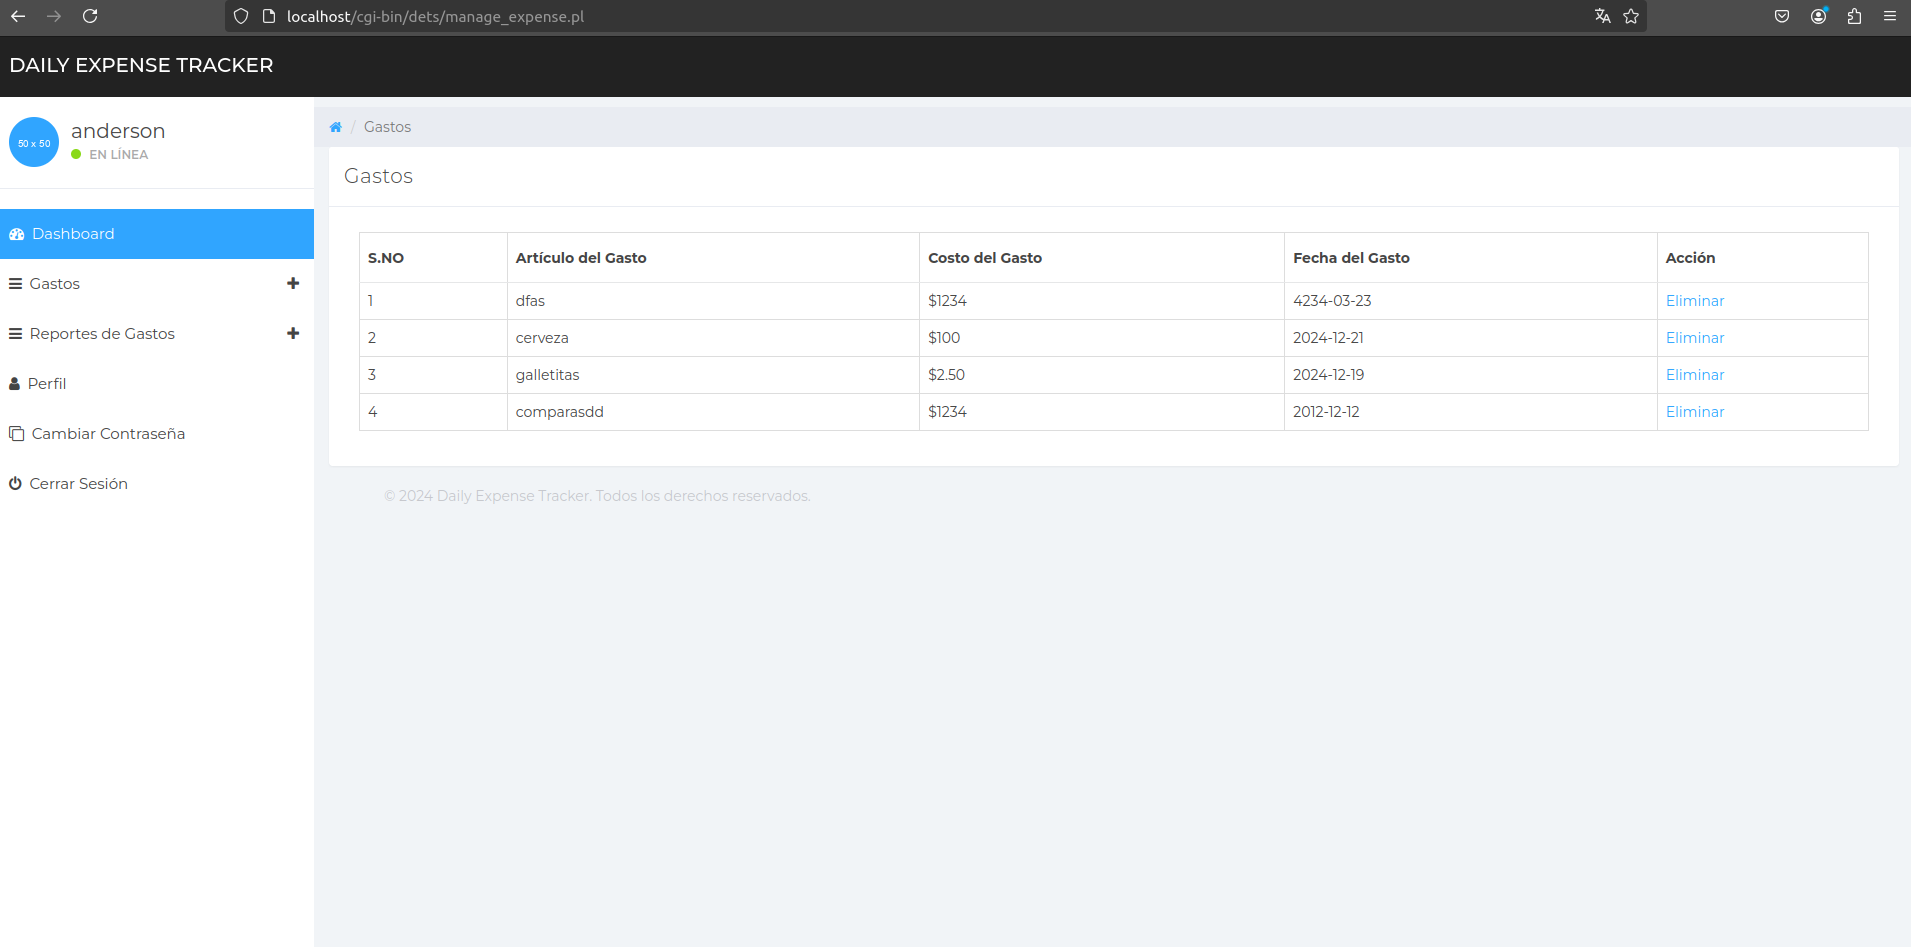 localhost/cgi-bin/dets/manage_expense.pl
DAILY EXPENSE TRACKER
50 x 50
anderson
EN LÍNEA
Dashboard
Gastos
Reportes de Gastos
Perfil
Cambiar Contraseña
Cerrar Sesión
/ Gastos
Gastos
S.NO Artículo del Gasto Costo del Gasto Fecha del Gasto Acción
1 dfas $1234 4234-03-23 Eliminar
2 cerveza $100 2024-12-21 Eliminar
3 galletitas $2.50 2024-12-19 Eliminar
4 comparasdd $1234 2012-12-12 Eliminar
© 2024 Daily Expense Tracker. Todos los derechos reservados.